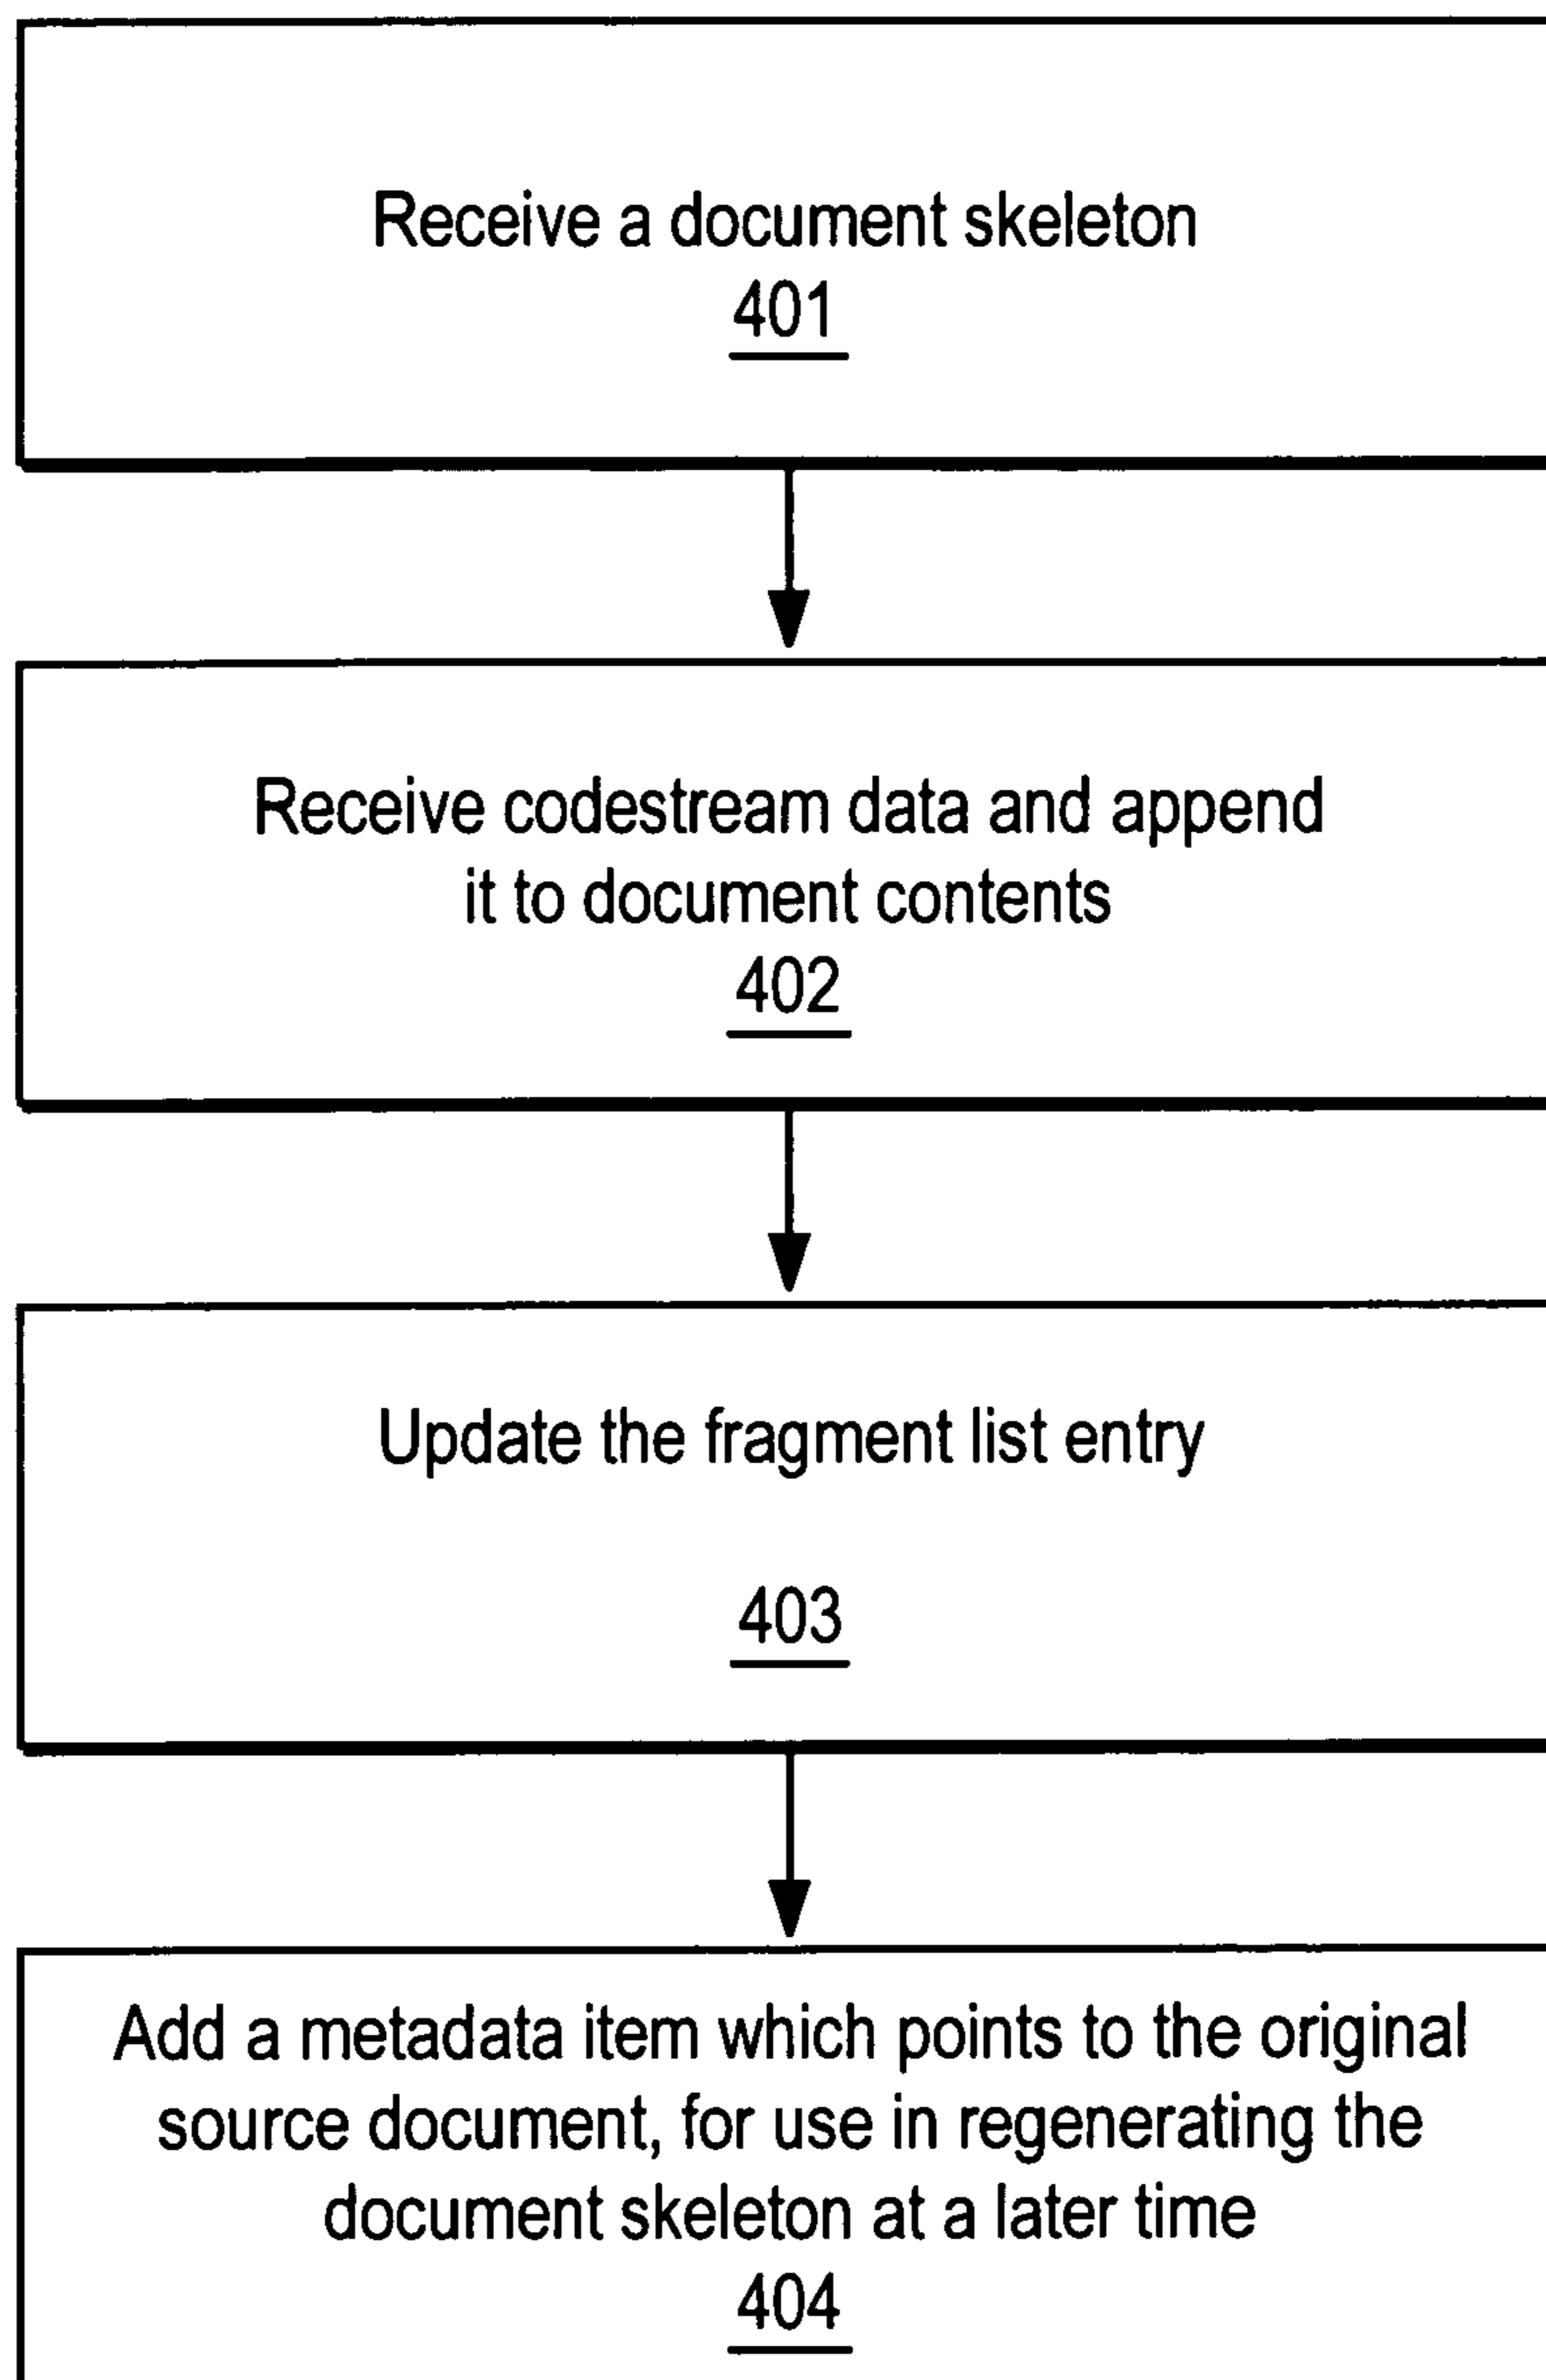 Receive a document skeleton
401
Receive codestream data and append
it to document contents
402
Update the fragment list entry
403
Add a metadata item which points to the original
source document, for use in regenerating the
document skeleton at a later time
404